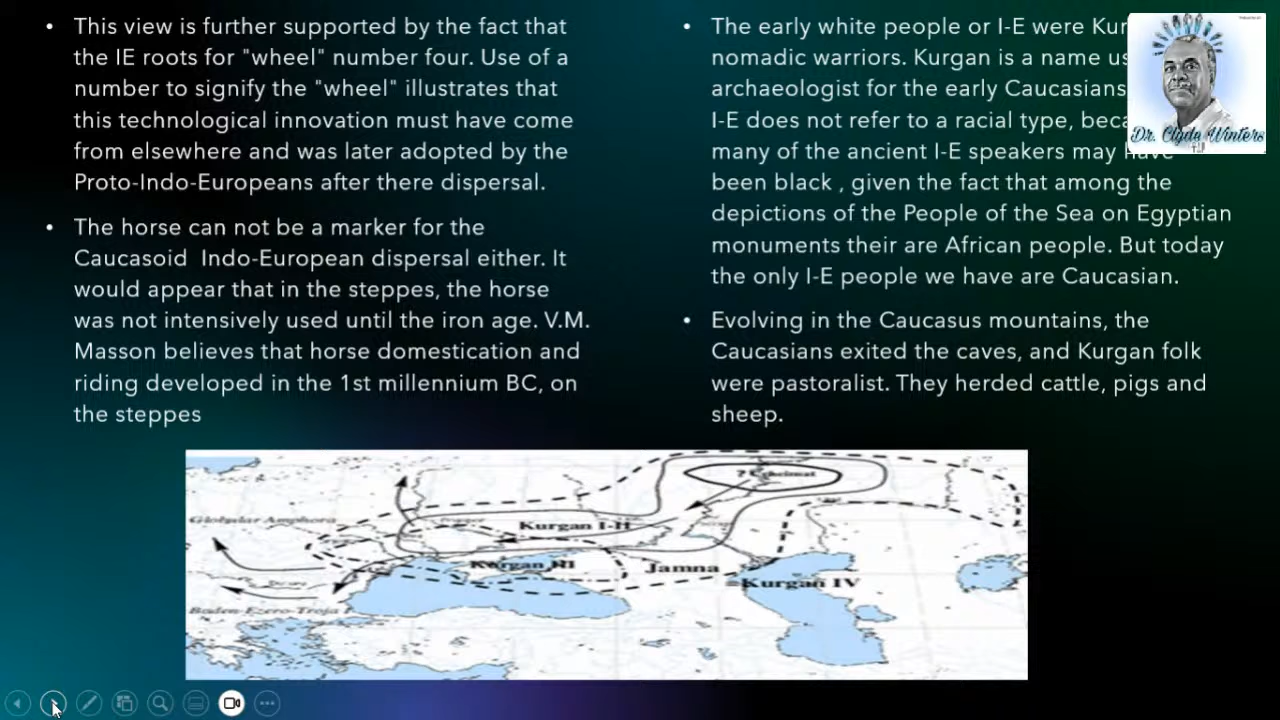 • This view is further supported by the fact that
the IE roots for "wheel" number four. Use of a
number to signify the "wheel" illustrates that
this technological innovation must have come
from elsewhere and was later adopted by the
Proto-Indo-Europeans after there dispersal.
• The horse can not be a marker for the
Caucasoid Indo-European dispersal either. It
would appear that in the steppes, the horse
was not intensively used until the iron age. V.M.
Masson believes that horse domestication and
riding developed in the 1st millennium BC, on
the steppes
• The early white people or I-E were Kur
nomadic warriors. Kurgan is a name us
archaeologist for the early Caucasians
I-E does not refer to a racial type, beca
many of the ancient I-E speakers may have
been black , given the fact that among the
depictions of the People of the Sea on Egyptian
monuments their are African people. But today
the only I-E people we have are Caucasian.
• Evolving in the Caucasus mountains, the
Caucasians exited the caves, and Kurgan folk
were pastoralist. They herded cattle, pigs and
sheep.
Dr. Clyde Winters
Globular Amphora
Kurgan I-II
Kurgan III
Jamna
Kurgan IV
Baden-Ezero-Troja